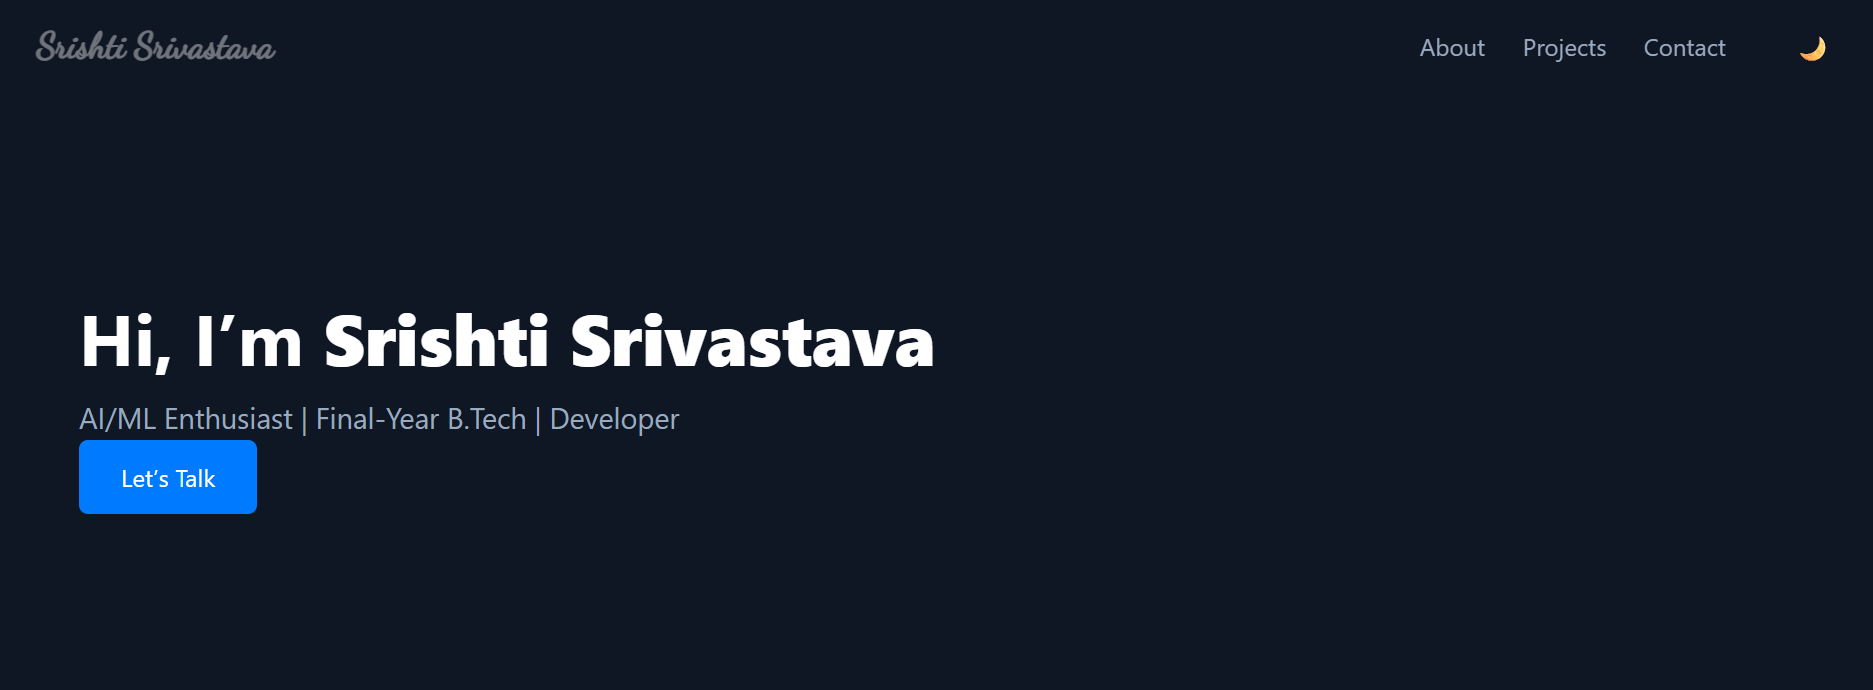 Srishti Srivastava
About Projects Contact
Hi, I’m Srishti Srivastava
AI/ML Enthusiast | Final-Year B.Tech | Developer
Let’s Talk